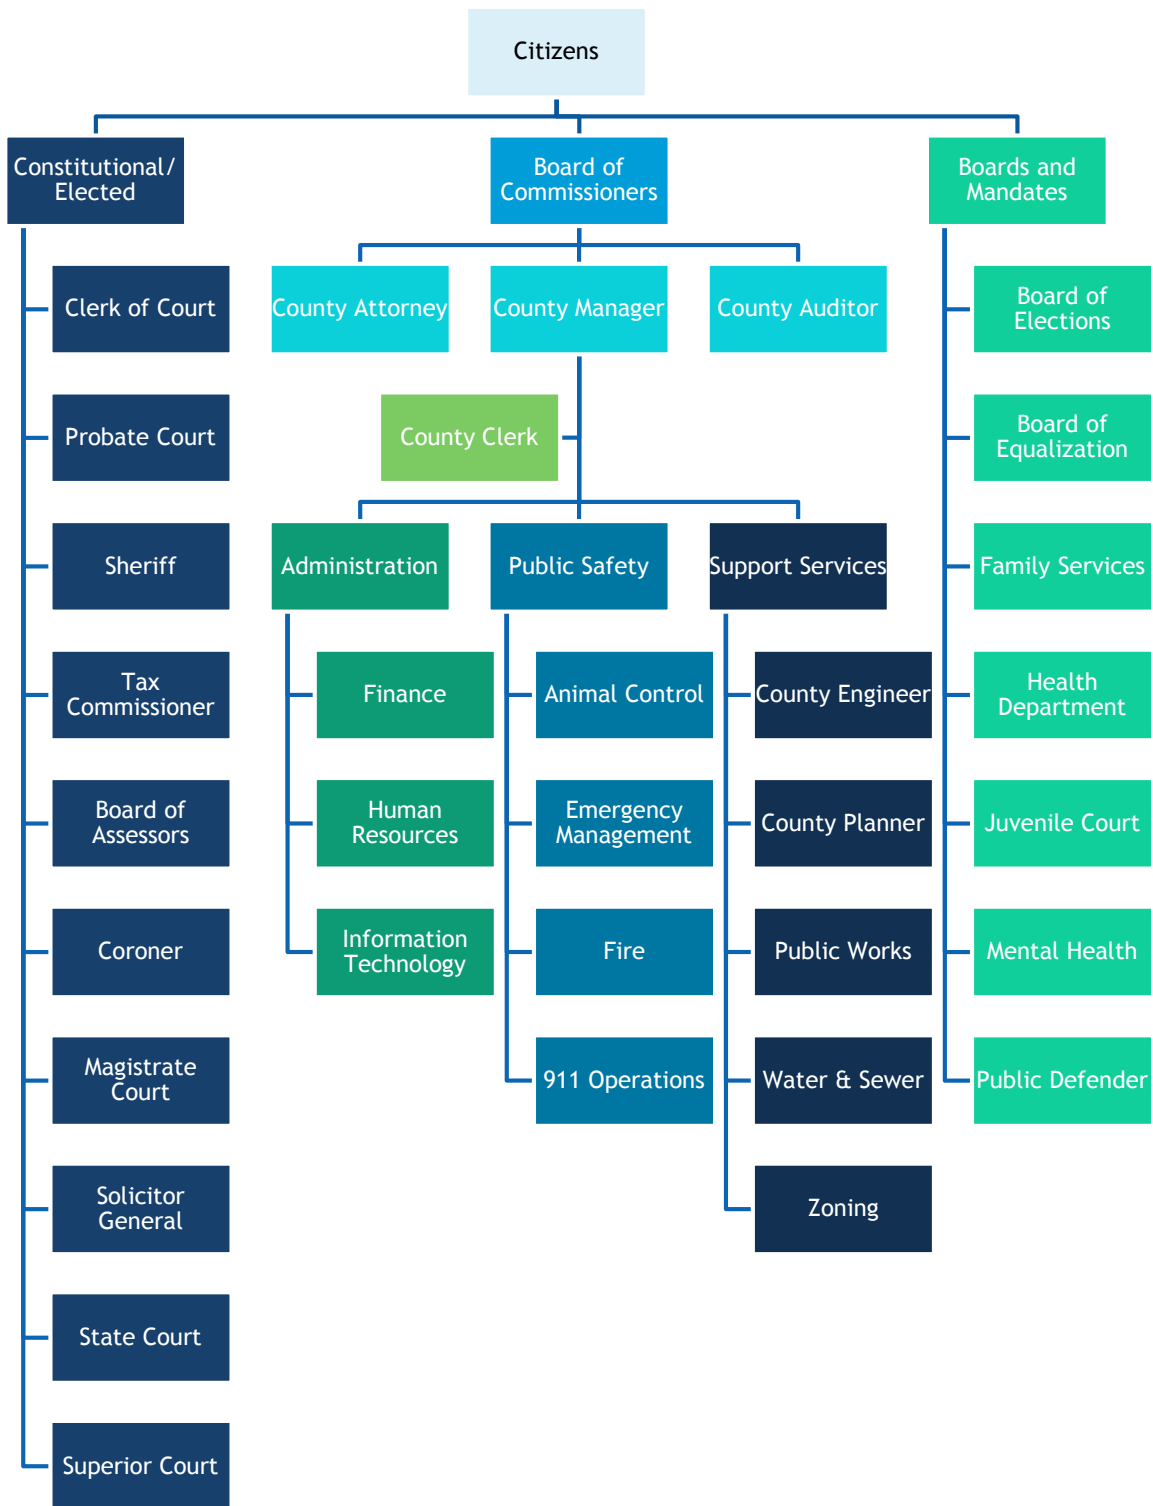 Citizens
Constitutional/
Elected
Board of
Commissioners
Boards and
Mandates
Clerk of Court
County Attorney
County Manager
County Auditor
Board of
Elections
Probate Court
County Clerk
Board of
Equalization
Sheriff
Administration
Public Safety
Support Services
Family Services
Tax
Commissioner
Finance
Animal Control
County Engineer
Health
Department
Board of
Assessors
Human
Resources
Emergency
Management
County Planner
Juvenile Court
Coroner
Information
Technology
Fire
Public Works
Mental Health
Magistrate
Court
911 Operations
Water & Sewer
Public Defender
Solicitor
General
Zoning
State Court
Superior Court